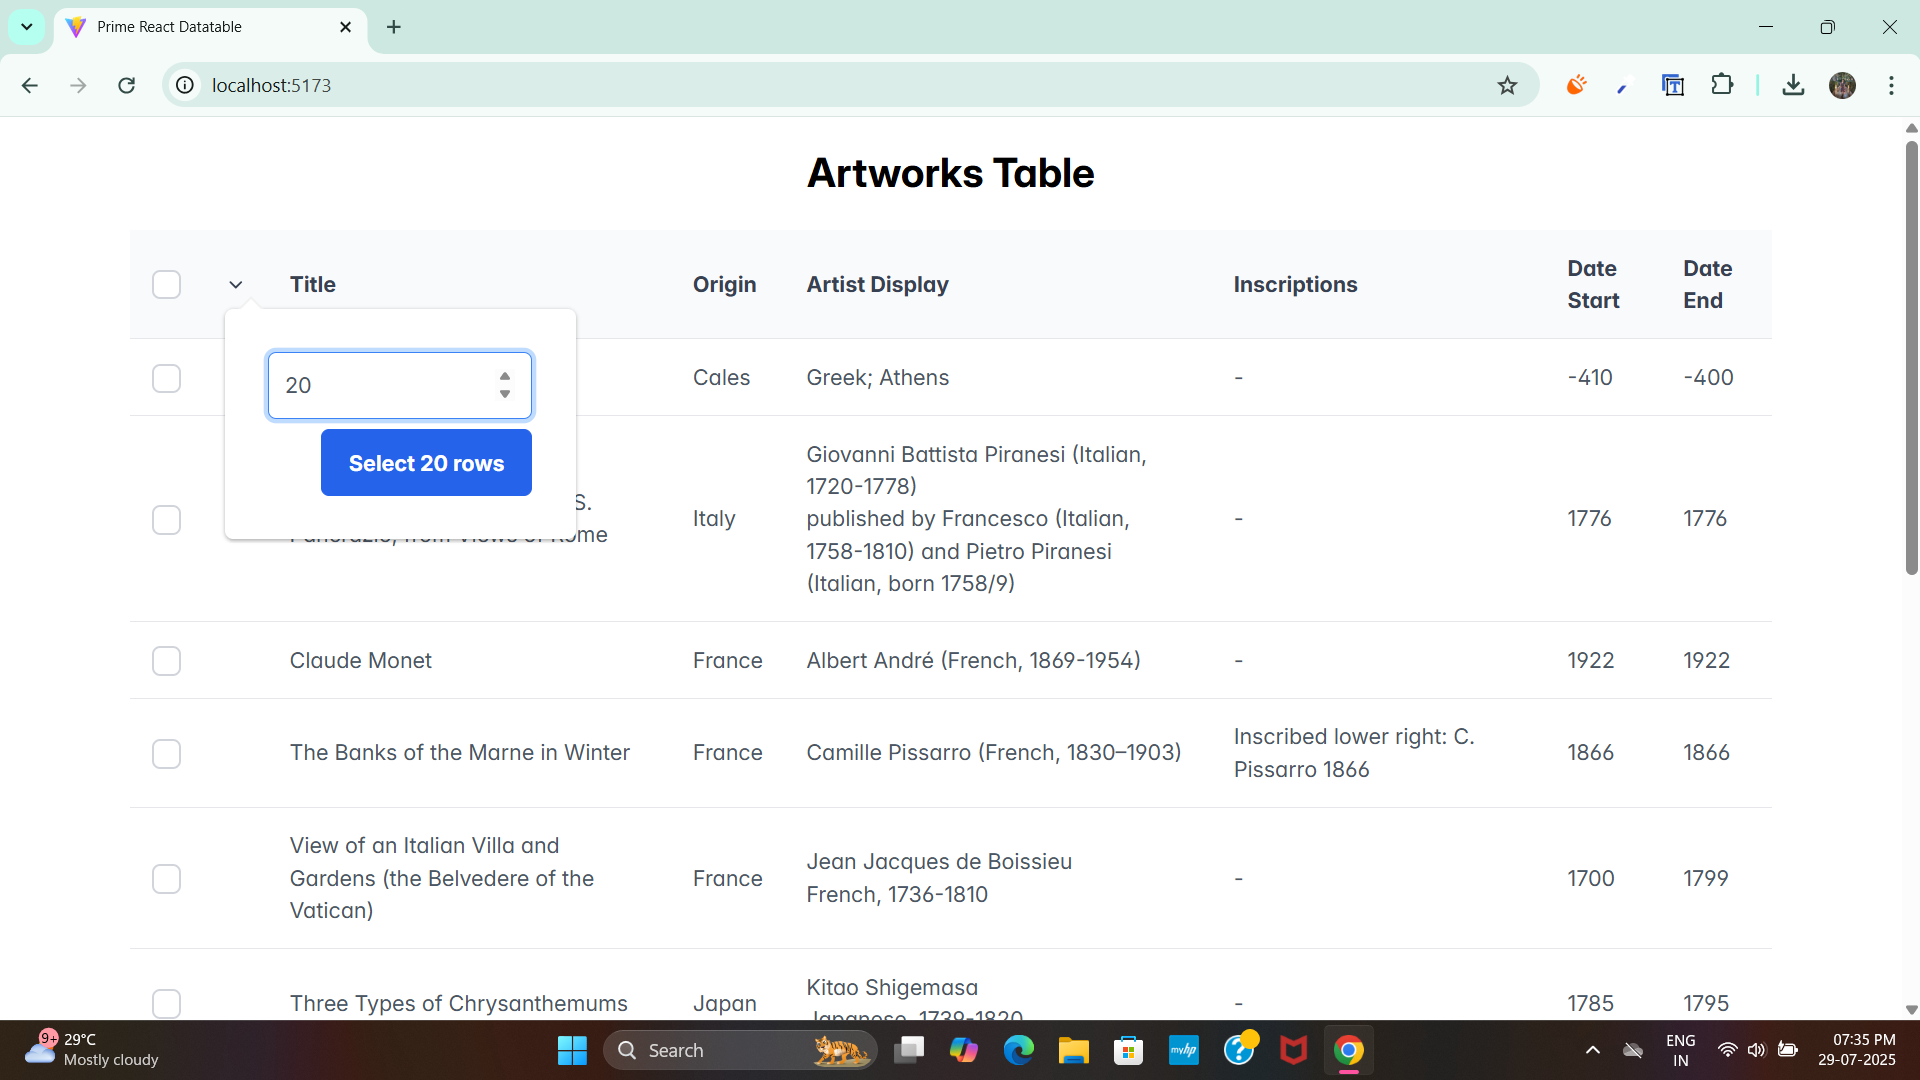 Prime React Datatable
localhost:5173
Artworks Table
Title
Origin
Artist Display
Inscriptions
Date
Start
Date
End
20
Select 20 rows
Cales
Greek; Athens
-
-410
-400
S.
Rome
Italy
Giovanni Battista Piranesi (Italian,
1720-1778)
published by Francesco (Italian,
1758-1810) and Pietro Piranesi
(Italian, born 1758/9)
-
1776
1776
Claude Monet
France
Albert André (French, 1869-1954)
-
1922
1922
The Banks of the Marne in Winter
France
Camille Pissarro (French, 1830–1903)
Inscribed lower right: C.
Pissarro 1866
1866
1866
View of an Italian Villa and
Gardens (the Belvedere of the
Vatican)
France
Jean Jacques de Boissieu
French, 1736-1810
-
1700
1799
Three Types of Chrysanthemums
Japan
Kitao Shigemasa
Japanese, 1739-1820
-
1785
1795
9+
29°C
Mostly cloudy
Search
myhp
ENG
IN
07:35 PM
29-07-2025